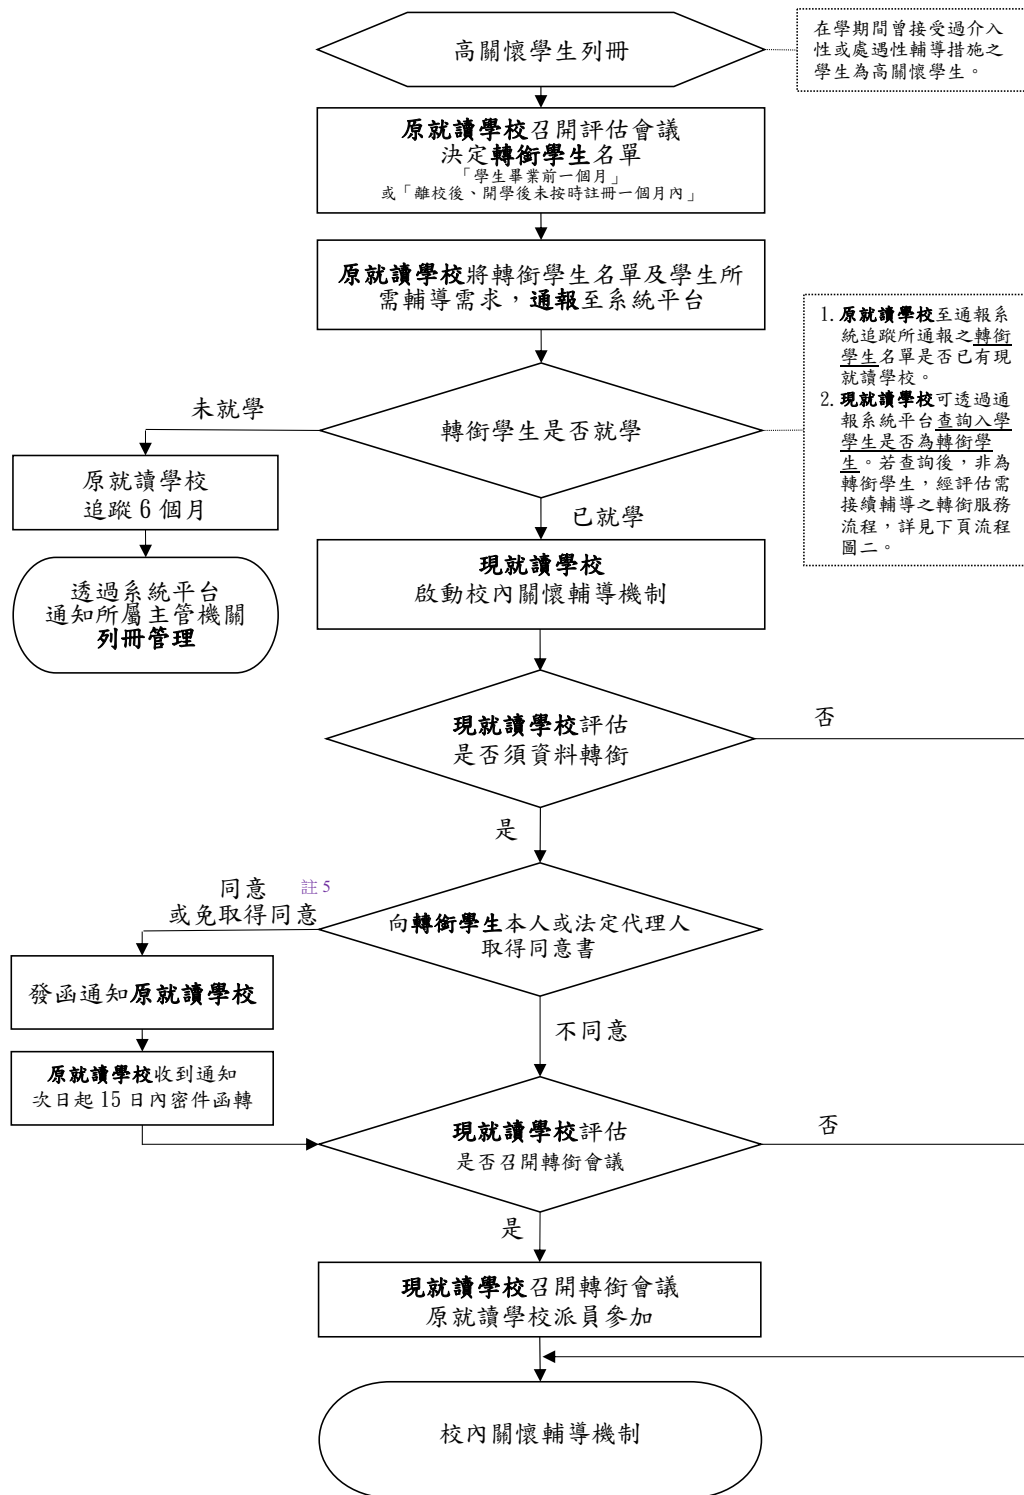 高關懷學生列冊
在學期間曾接受過介入
性或處遇性輔導措施之
學生為高關懷學生。
原就讀學校召開評估會議
決定轉銜學生名單
「學生畢業前一個月」
或「離校後、開學後未按時註冊一個月內」
原就讀學校將轉銜學生名單及學生所
需輔導需求，通報至系統平台
1. 原就讀學校至通報系
統追蹤所通報之轉銜
學生名單是否已有現
就讀學校。
2. 現就讀學校可透過通
報系統平台查詢入學
學生是否為轉銜學
生。若查詢後，非為
轉銜學生，經評估需
接續輔導之轉銜服務
流程，詳見下頁流程
圖二。
轉銜學生是否就學
未就學
原就讀學校
追蹤 6 個月
透過系統平台
通知所屬主管機關
列冊管理
已就學
現就讀學校
啟動校內關懷輔導機制
現就讀學校評估
是否須資料轉銜
否
是
向轉銜學生本人或法定代理人
取得同意書
同意 註 5
或免取得同意
發函通知原就讀學校
原就讀學校收到通知
次日起 15 日內密件函轉
不同意
現就讀學校評估
是否召開轉銜會議
否
是
現就讀學校召開轉銜會議
原就讀學校派員參加
校內關懷輔導機制